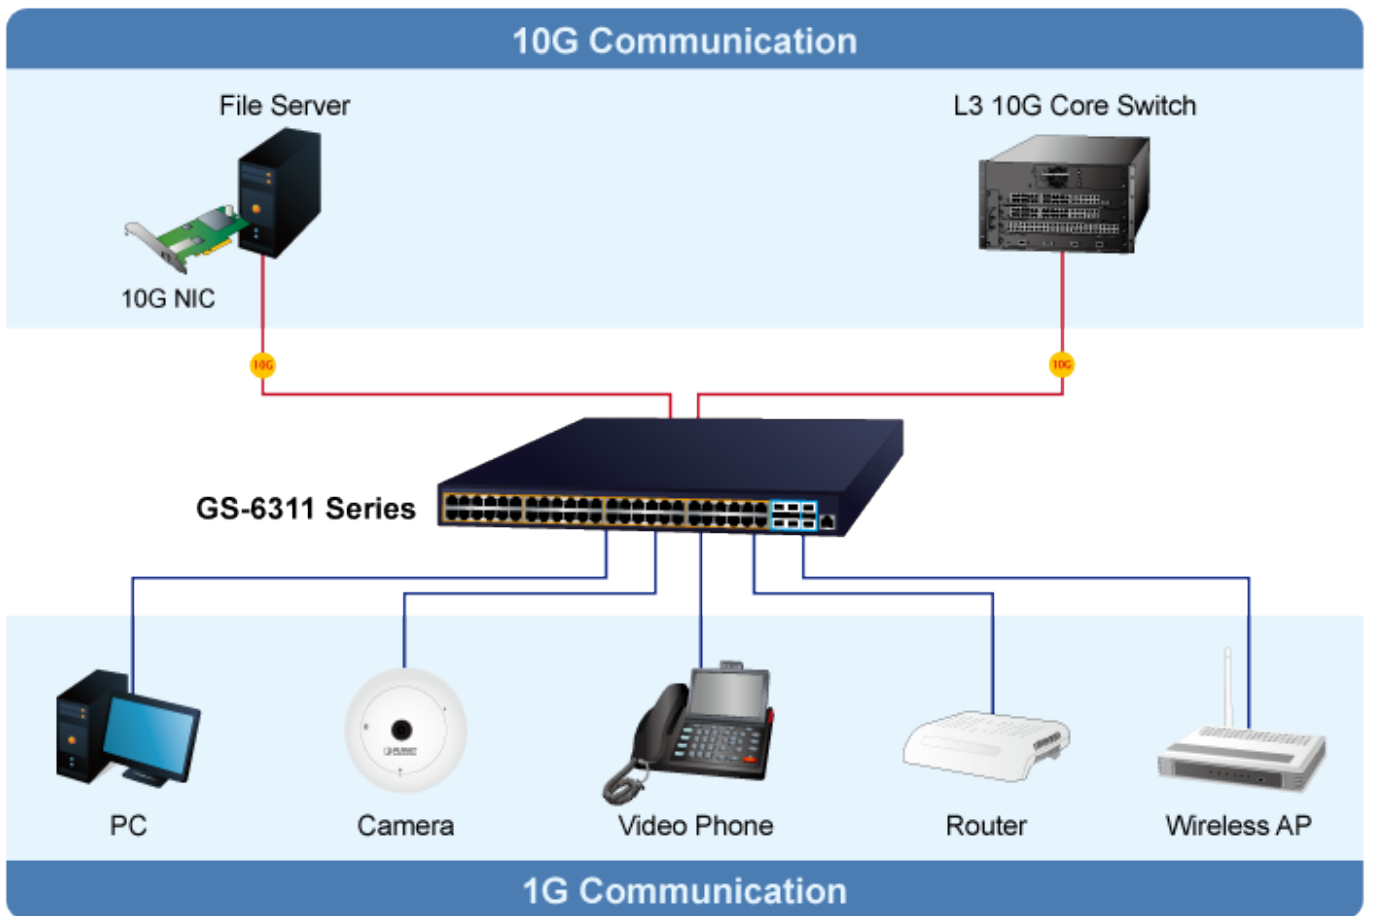 10G Communication
File Server
L3 10G Core Switch
10G NIC
10G
10G
GS-6311 Series
PC
Camera
Video Phone
Router
Wireless AP
1G Communication